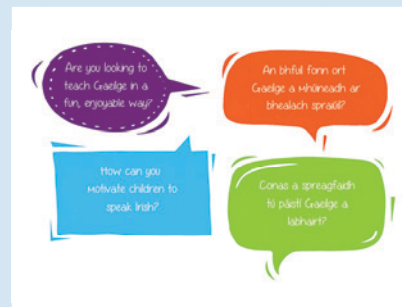 Are you looking to
teach Gaeilge in a
fun, enjoyable way?
An bhfuil fonn ort
Gaeilge a mhúineadh ar
bhealach spraíúil?
How can you
motivate children to
speak Irish?
Conas a spreagfaidh
tú páistí Gaeilge a
labhairt?